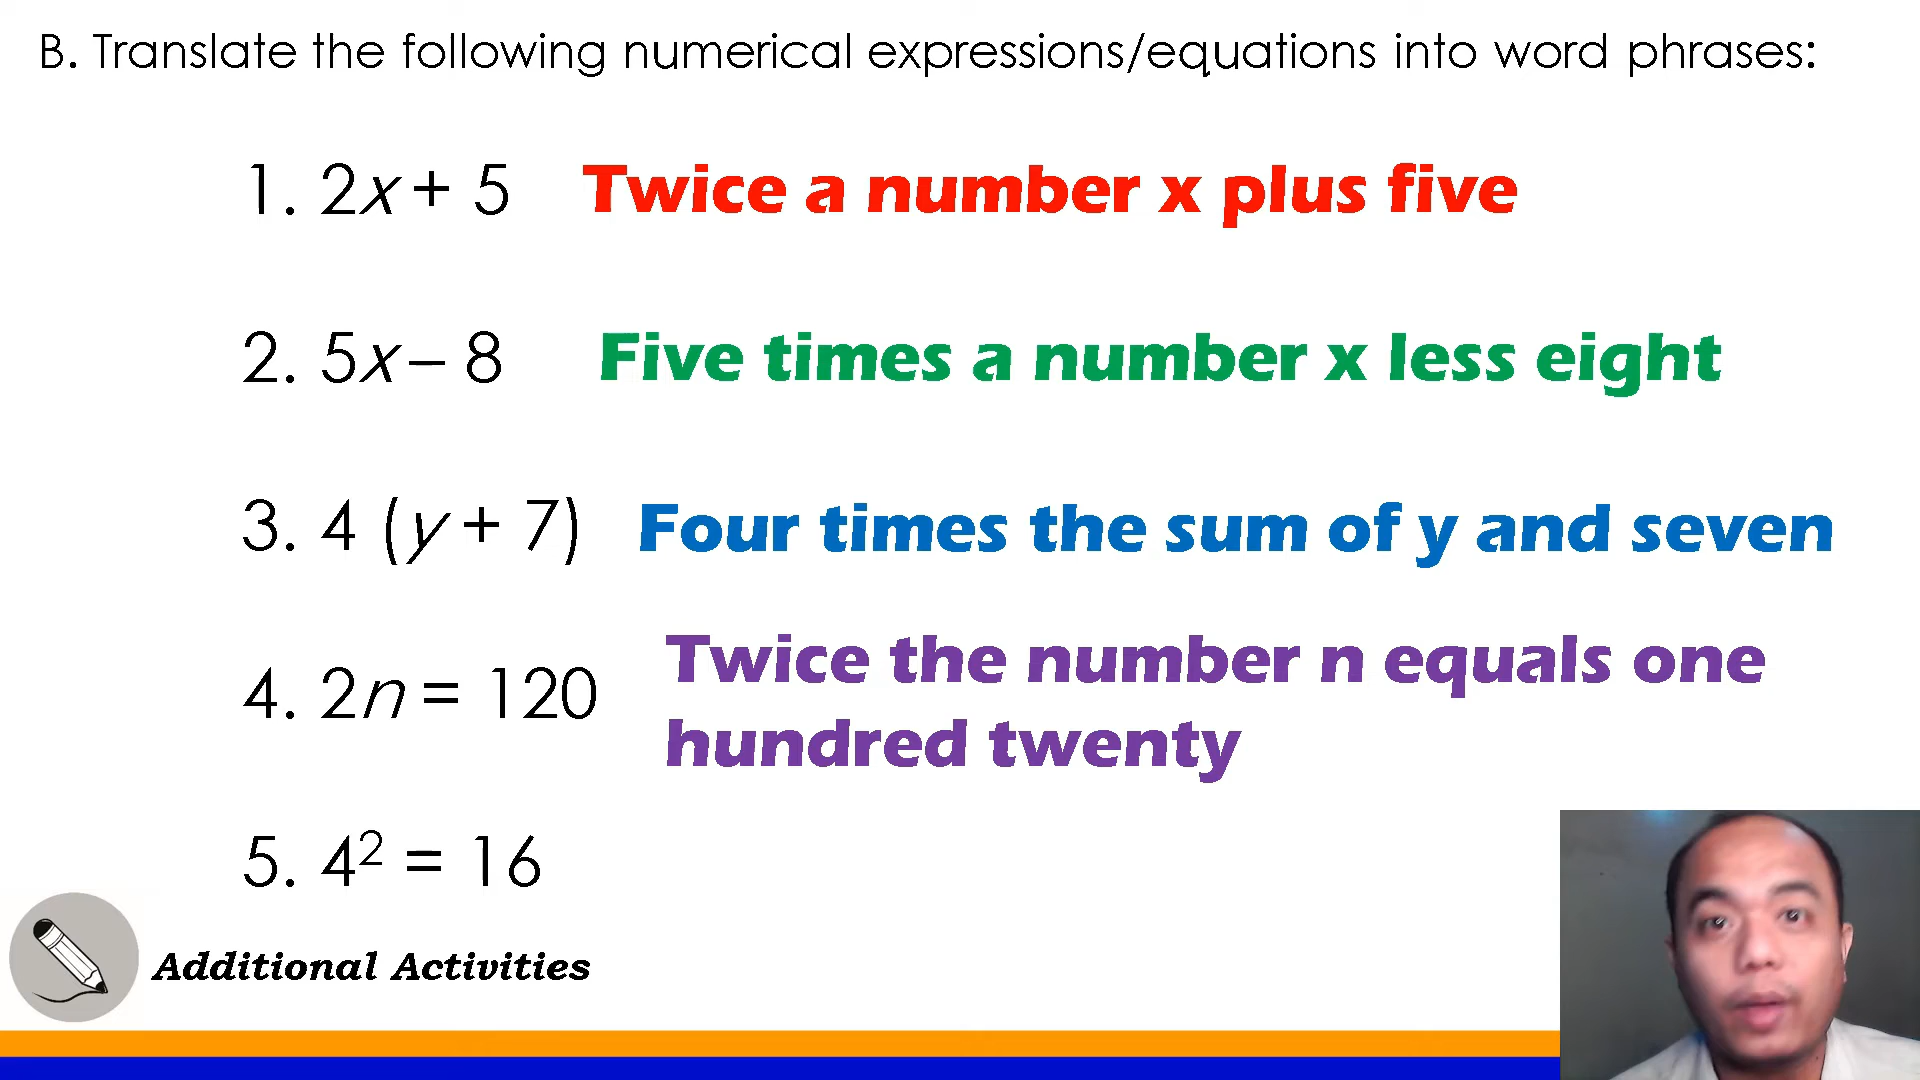 B. Translate the following numerical expressions/equations into word phrases:
1. 2x + 5 Twice a number x plus five
2. 5x – 8 Five times a number x less eight
3. 4 (y + 7) Four times the sum of y and seven
4. 2n = 120 Twice the number n equals one
hundred twenty
5. 4² = 16
Additional Activities